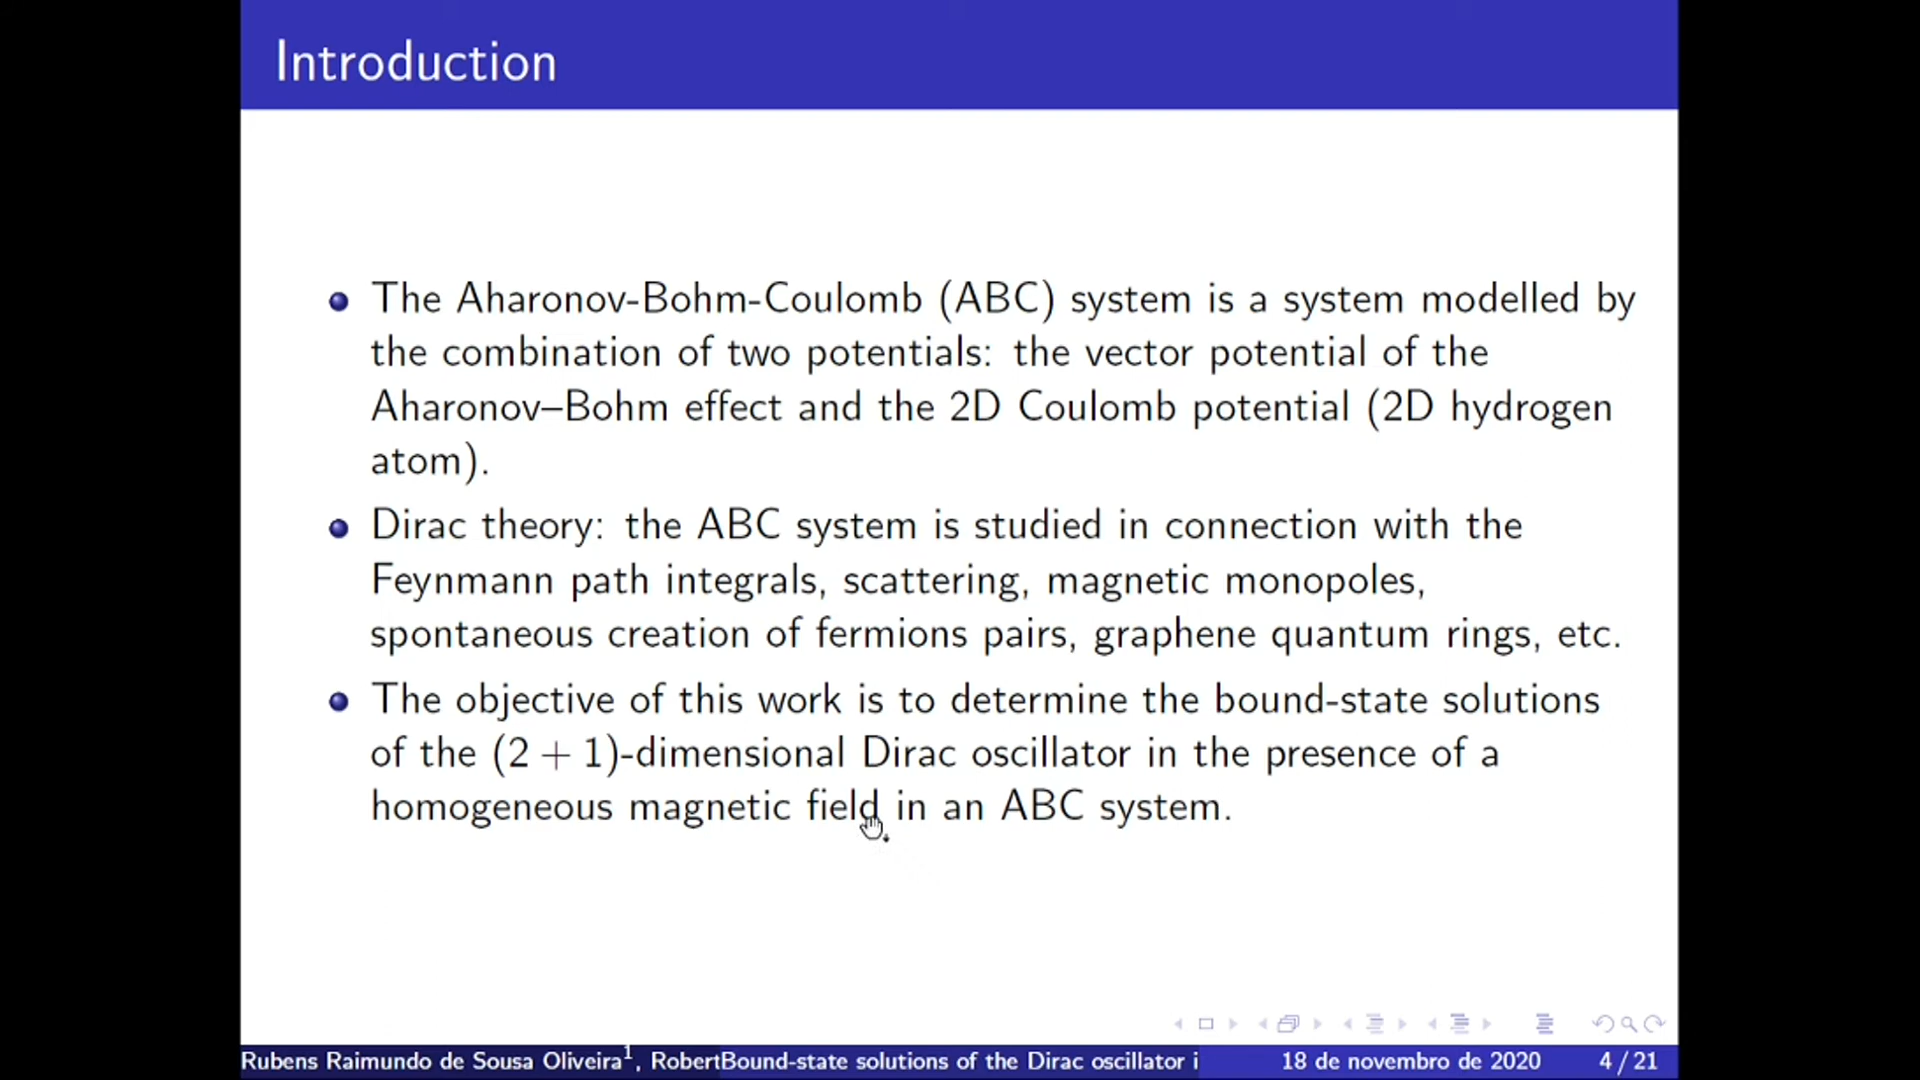 Introduction
The Aharonov-Bohm-Coulomb (ABC) system is a system modelled by
the combination of two potentials: the vector potential of the
Aharonov–Bohm effect and the 2D Coulomb potential (2D hydrogen
atom).
Dirac theory: the ABC system is studied in connection with the
Feynmann path integrals, scattering, magnetic monopoles,
spontaneous creation of fermions pairs, graphene quantum rings, etc.
The objective of this work is to determine the bound-state solutions
of the (2 + 1)-dimensional Dirac oscillator in the presence of a
homogeneous magnetic field in an ABC system.
Rubens Raimundo de Sousa Oliveira¹, Robert Bound-state solutions of the Dirac oscillator i 18 de novembro de 2020 4 / 21